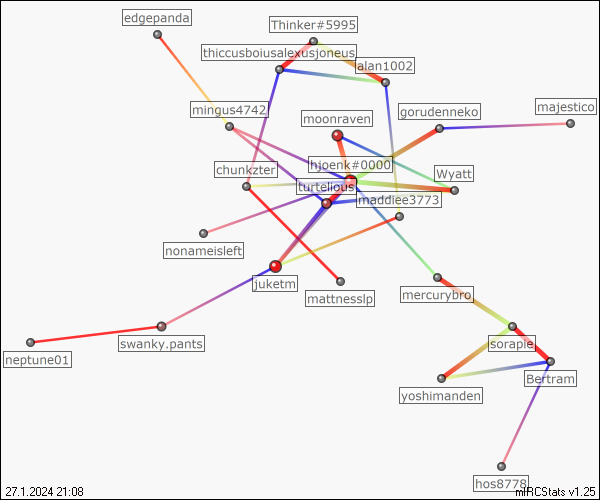 edgepanda
Thinker#5995
thiccusboiusalexusjoneus
alan1002
mingus4742
moonraven
gorudenneko
majestico
hjoenk#0000
chunkzter
Wyatt
turtelious
maddiee3773
nonameisleft
juketm
mattnesslp
mercurybro
swanky.pants
sorapie
neptune01
Bertram
yoshimanden
hos8778
27.1.2024 21:08
mIRCStats v1.25